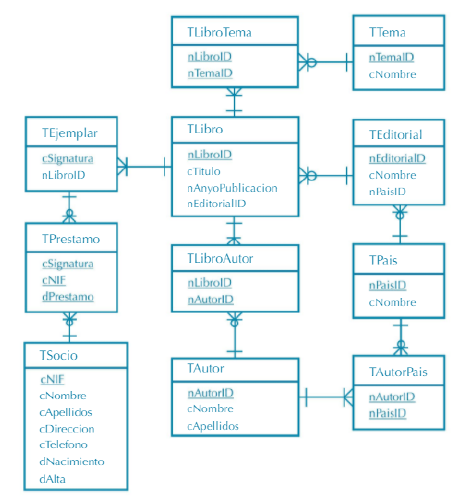 TLibroTema
nLibroID
nTemaID
TTema
nTemaID
cNombre
TEjemplar
cSignatura
nLibroID
TLibro
nLibroID
cTitulo
nAnyoPublicacion
nEditorialID
TEditorial
nEditorialID
cNombre
nPaisID
TPrestamo
cSignatura
cNIF
dPrestamo
TLibroAutor
nLibroID
nAutorID
TPais
nPaisID
cNombre
TSocio
cNIF
cNombre
cApellidos
cDireccion
cTelefono
dNacimiento
dAlta
TAutor
nAutorID
cNombre
cApellidos
TAutorPais
nAutorID
nPaisID